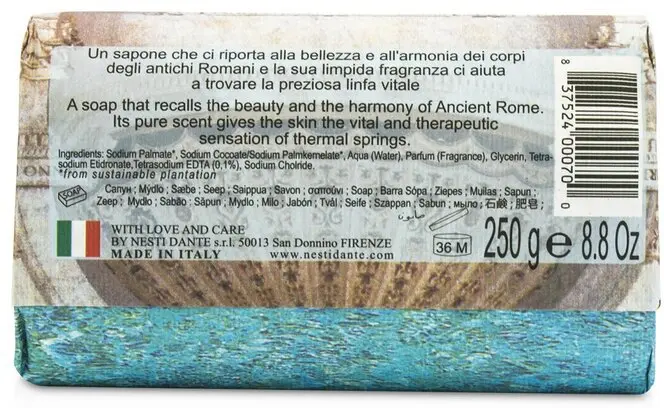 Un sapone che ci riporta alla bellezza e all'armonia dei corpi
degli antichi Romani e la sua limpida fragranza ci aiuta
a trovare la preziosa linfa vitale
A soap that recalls the beauty and the harmony of Ancient Rome.
Its pure scent gives the skin the vital and therapeutic
sensation of thermal springs.
Ingredients: Sodium Palmate*, Sodium Cocoate/Sodium Palmkernelate*, Aqua (Water), Parfum (Fragrance), Glycerin, Tetra-
sodium Etidronate, Tetrasodium EDTA (0,1%), Sodium Cholride.
*from sustainable plantation
SOAP
Сапун ; Mýdlo ; Sæbe ; Seep ; Saippua ; Savon ; σαπούνι ; Soap ; Barra Sópa ; Ziepes ; Muilas ; Sapun ;
Zeep ; Mydło ; Sabão ; Săpun ; Mydlo ; Milo ; Jabón ; Tvål ; Seife ; Szappan ; Sabun ; мыло ; 石鹸 ; 肥皂 ;
صابون
WITH LOVE AND CARE
BY NESTI DANTE s.r.l. 50013 San Donnino FIRENZE
MADE IN ITALY www.nestidante.com
36 M
250 g e 8.8 Oz
8 37524 00070 0